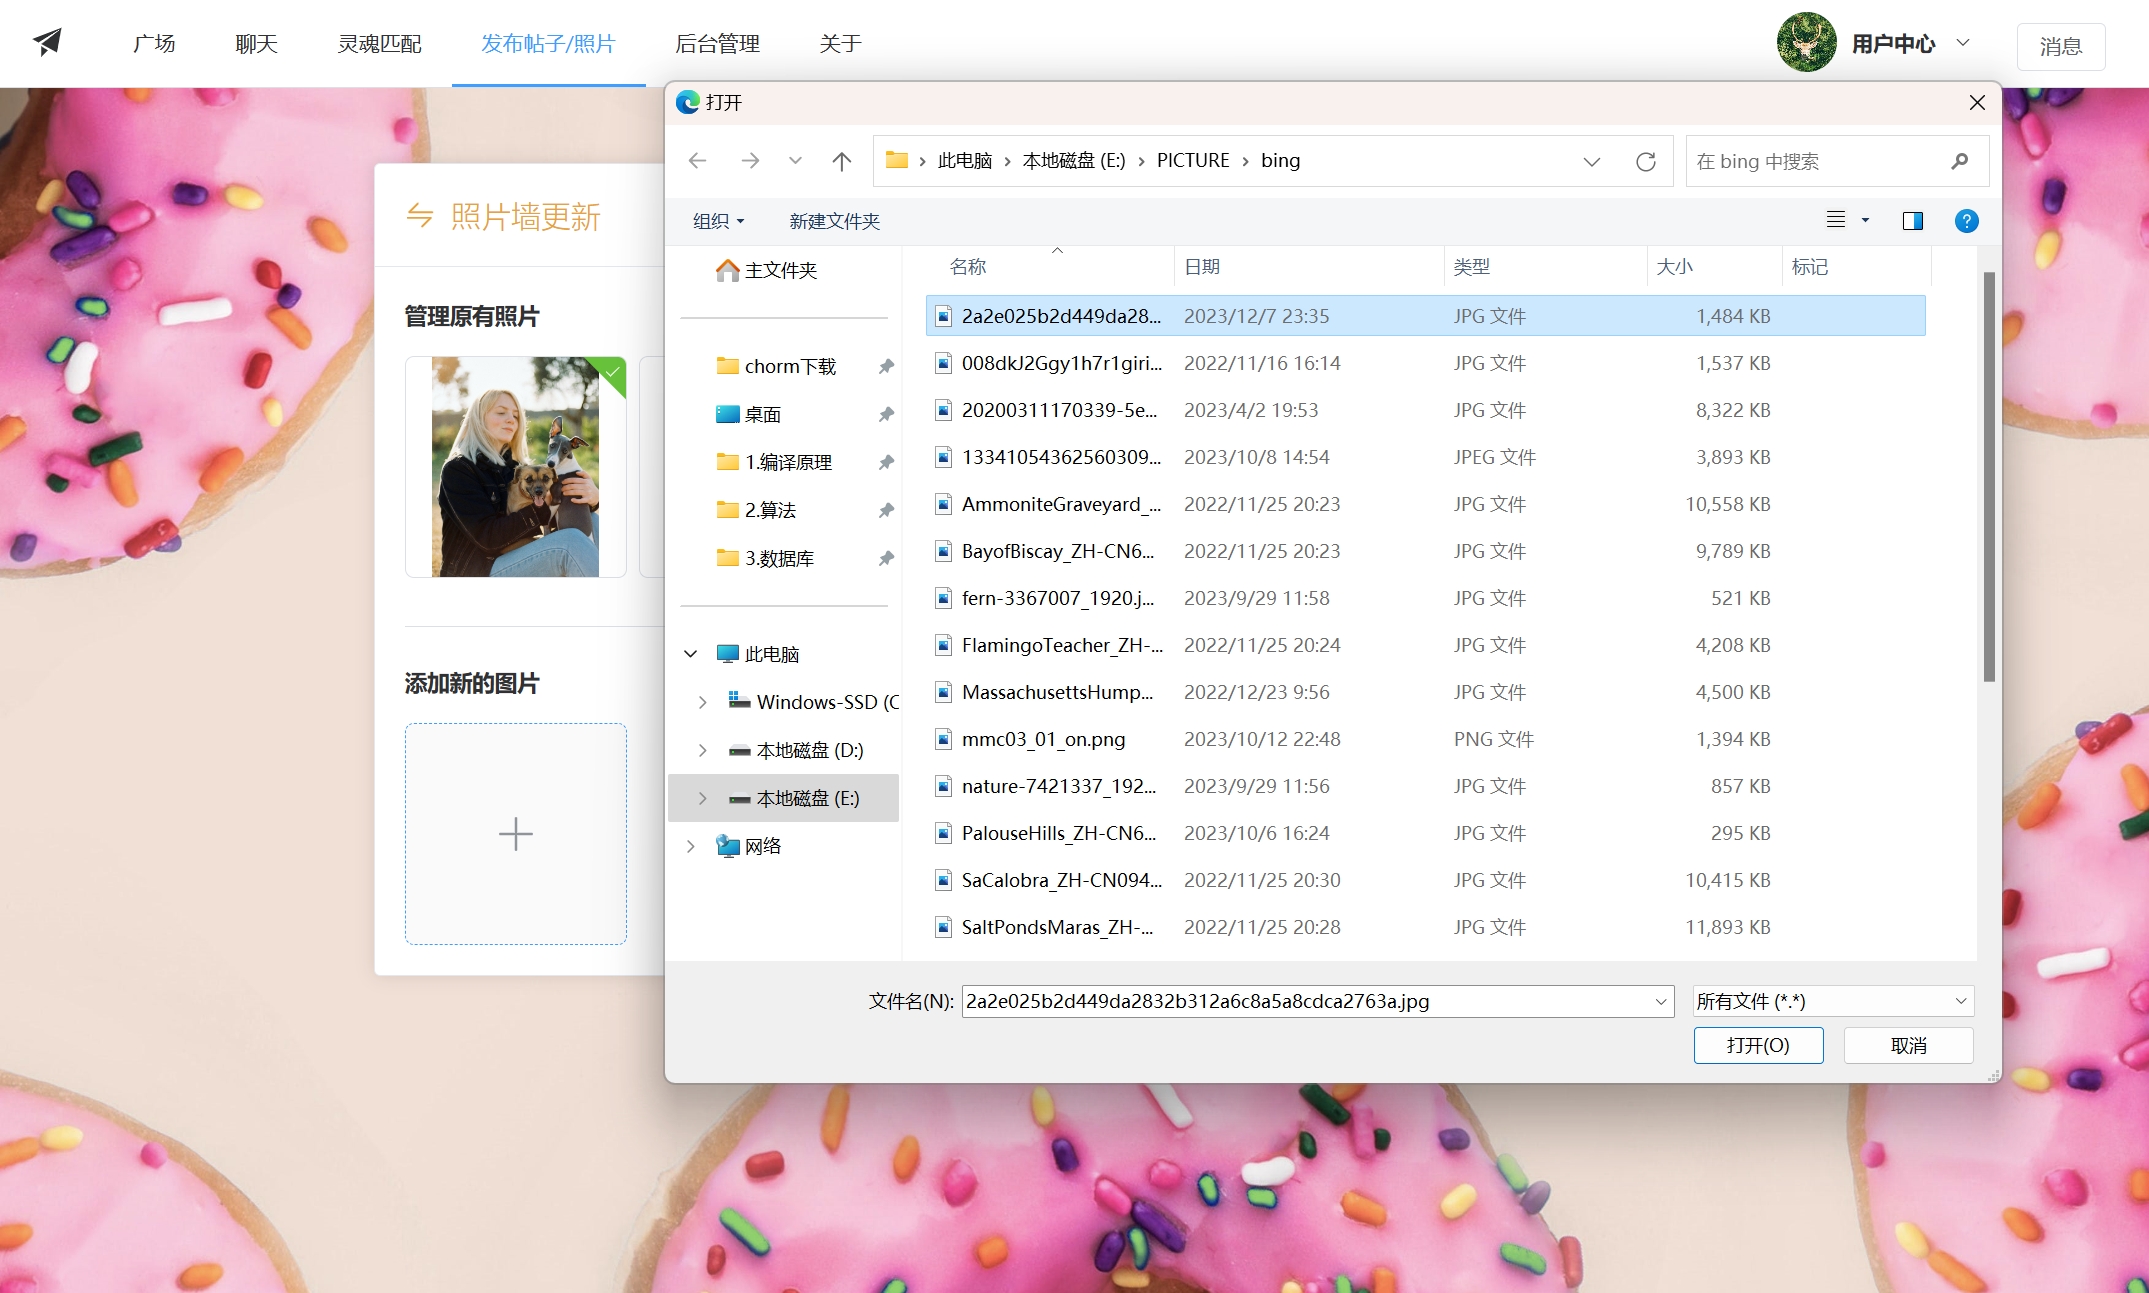 广场 聊天 灵魂匹配 发布帖子/照片 后台管理 关于 用户中心 消息
照片墙更新
管理原有照片
添加新的图片
打开
此电脑 › 本地磁盘 (E:) › PICTURE › bing
在 bing 中搜索
组织 新建文件夹
主文件夹
chorm下载
桌面
1.编译原理
2.算法
3.数据库
此电脑
Windows-SSD (C
本地磁盘 (D:)
本地磁盘 (E:)
网络
名称 日期 类型 大小 标记
2a2e025b2d449da28... 2023/12/7 23:35 JPG 文件 1,484 KB
008dkJ2Ggy1h7r1giri... 2022/11/16 16:14 JPG 文件 1,537 KB
20200311170339-5e... 2023/4/2 19:53 JPG 文件 8,322 KB
13341054362560309... 2023/10/8 14:54 JPEG 文件 3,893 KB
AmmoniteGraveyard_... 2022/11/25 20:23 JPG 文件 10,558 KB
BayofBiscay_ZH-CN6... 2022/11/25 20:23 JPG 文件 9,789 KB
fern-3367007_1920.j... 2023/9/29 11:58 JPG 文件 521 KB
FlamingoTeacher_ZH-... 2022/11/25 20:24 JPG 文件 4,208 KB
MassachusettsHump... 2022/12/23 9:56 JPG 文件 4,500 KB
mmc03_01_on.png 2023/10/12 22:48 PNG 文件 1,394 KB
nature-7421337_192... 2023/9/29 11:56 JPG 文件 857 KB
PalouseHills_ZH-CN6... 2023/10/6 16:24 JPG 文件 295 KB
SaCalobra_ZH-CN094... 2022/11/25 20:30 JPG 文件 10,415 KB
SaltPondsMaras_ZH-... 2022/11/25 20:28 JPG 文件 11,893 KB
文件名(N): 2a2e025b2d449da2832b312a6c8a5a8cdca2763a.jpg 所有文件 (*.*)
打开(O) 取消